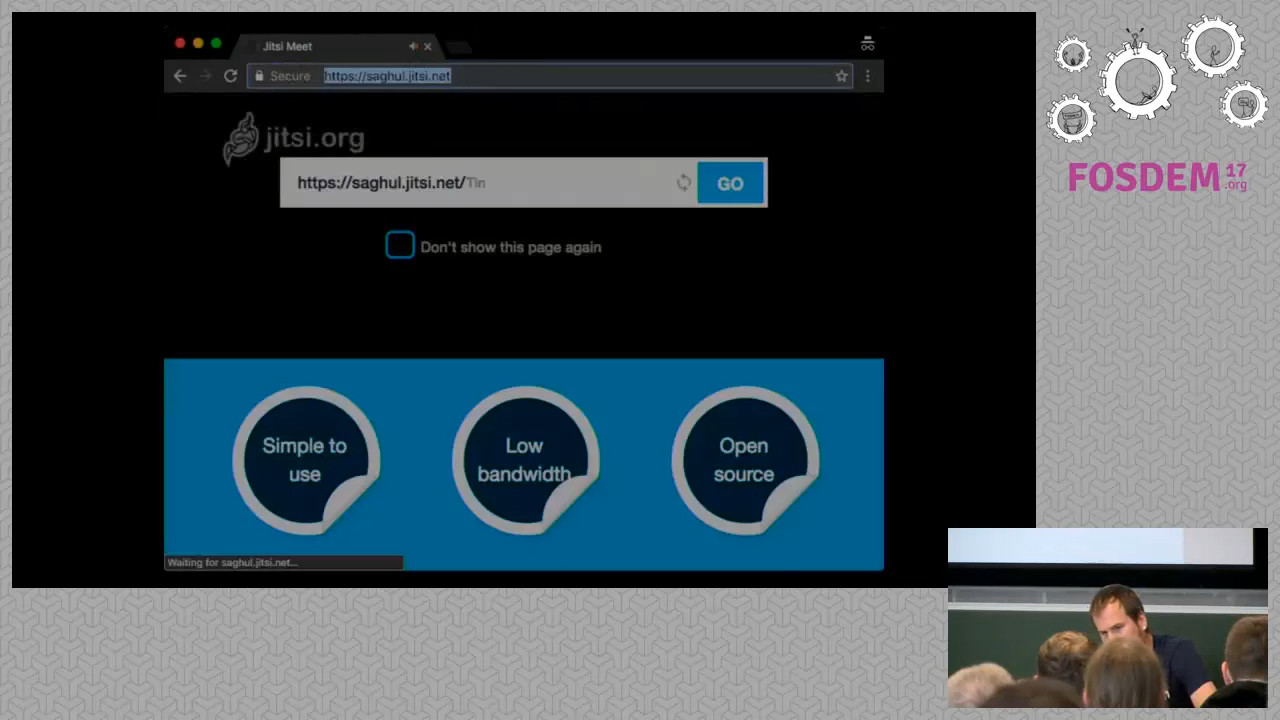 Jitsi Meet
Secure
https://saghul.jitsi.net
jitsi.org
https://saghul.jitsi.net/Tin
GO
Don't show this page again
Simple to
use
Low
bandwidth
Open
source
Waiting for saghul.jitsi.net...
FOSDEM 17
.org